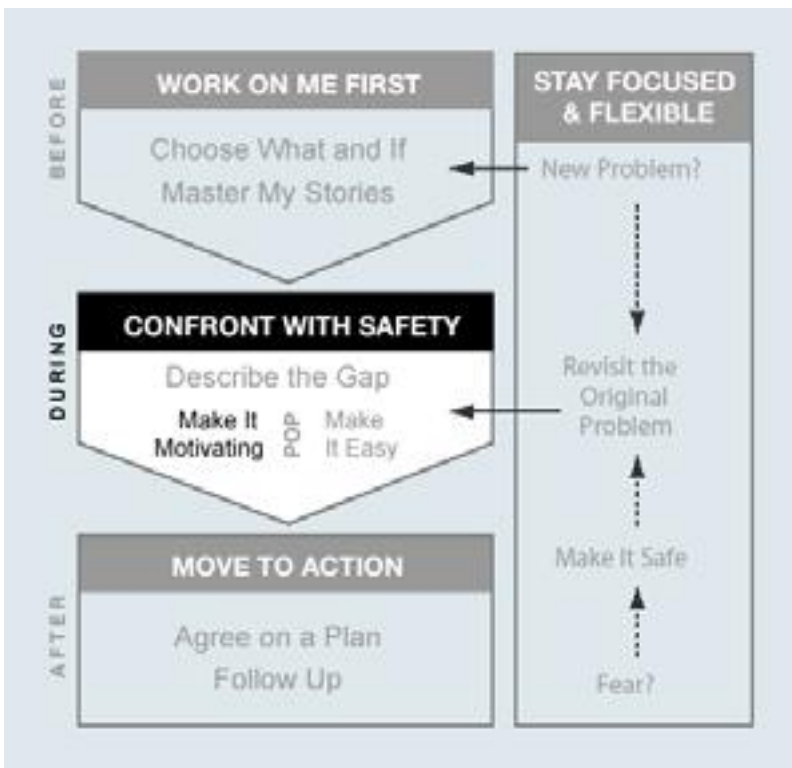 BEFORE
WORK ON ME FIRST
Choose What and If
Master My Stories
DURING
CONFRONT WITH SAFETY
Describe the Gap
Make It
Motivating
POP
Make
It Easy
AFTER
MOVE TO ACTION
Agree on a Plan
Follow Up
STAY FOCUSED
& FLEXIBLE
New Problem?
Revisit the
Original
Problem
Make It Safe
Fear?